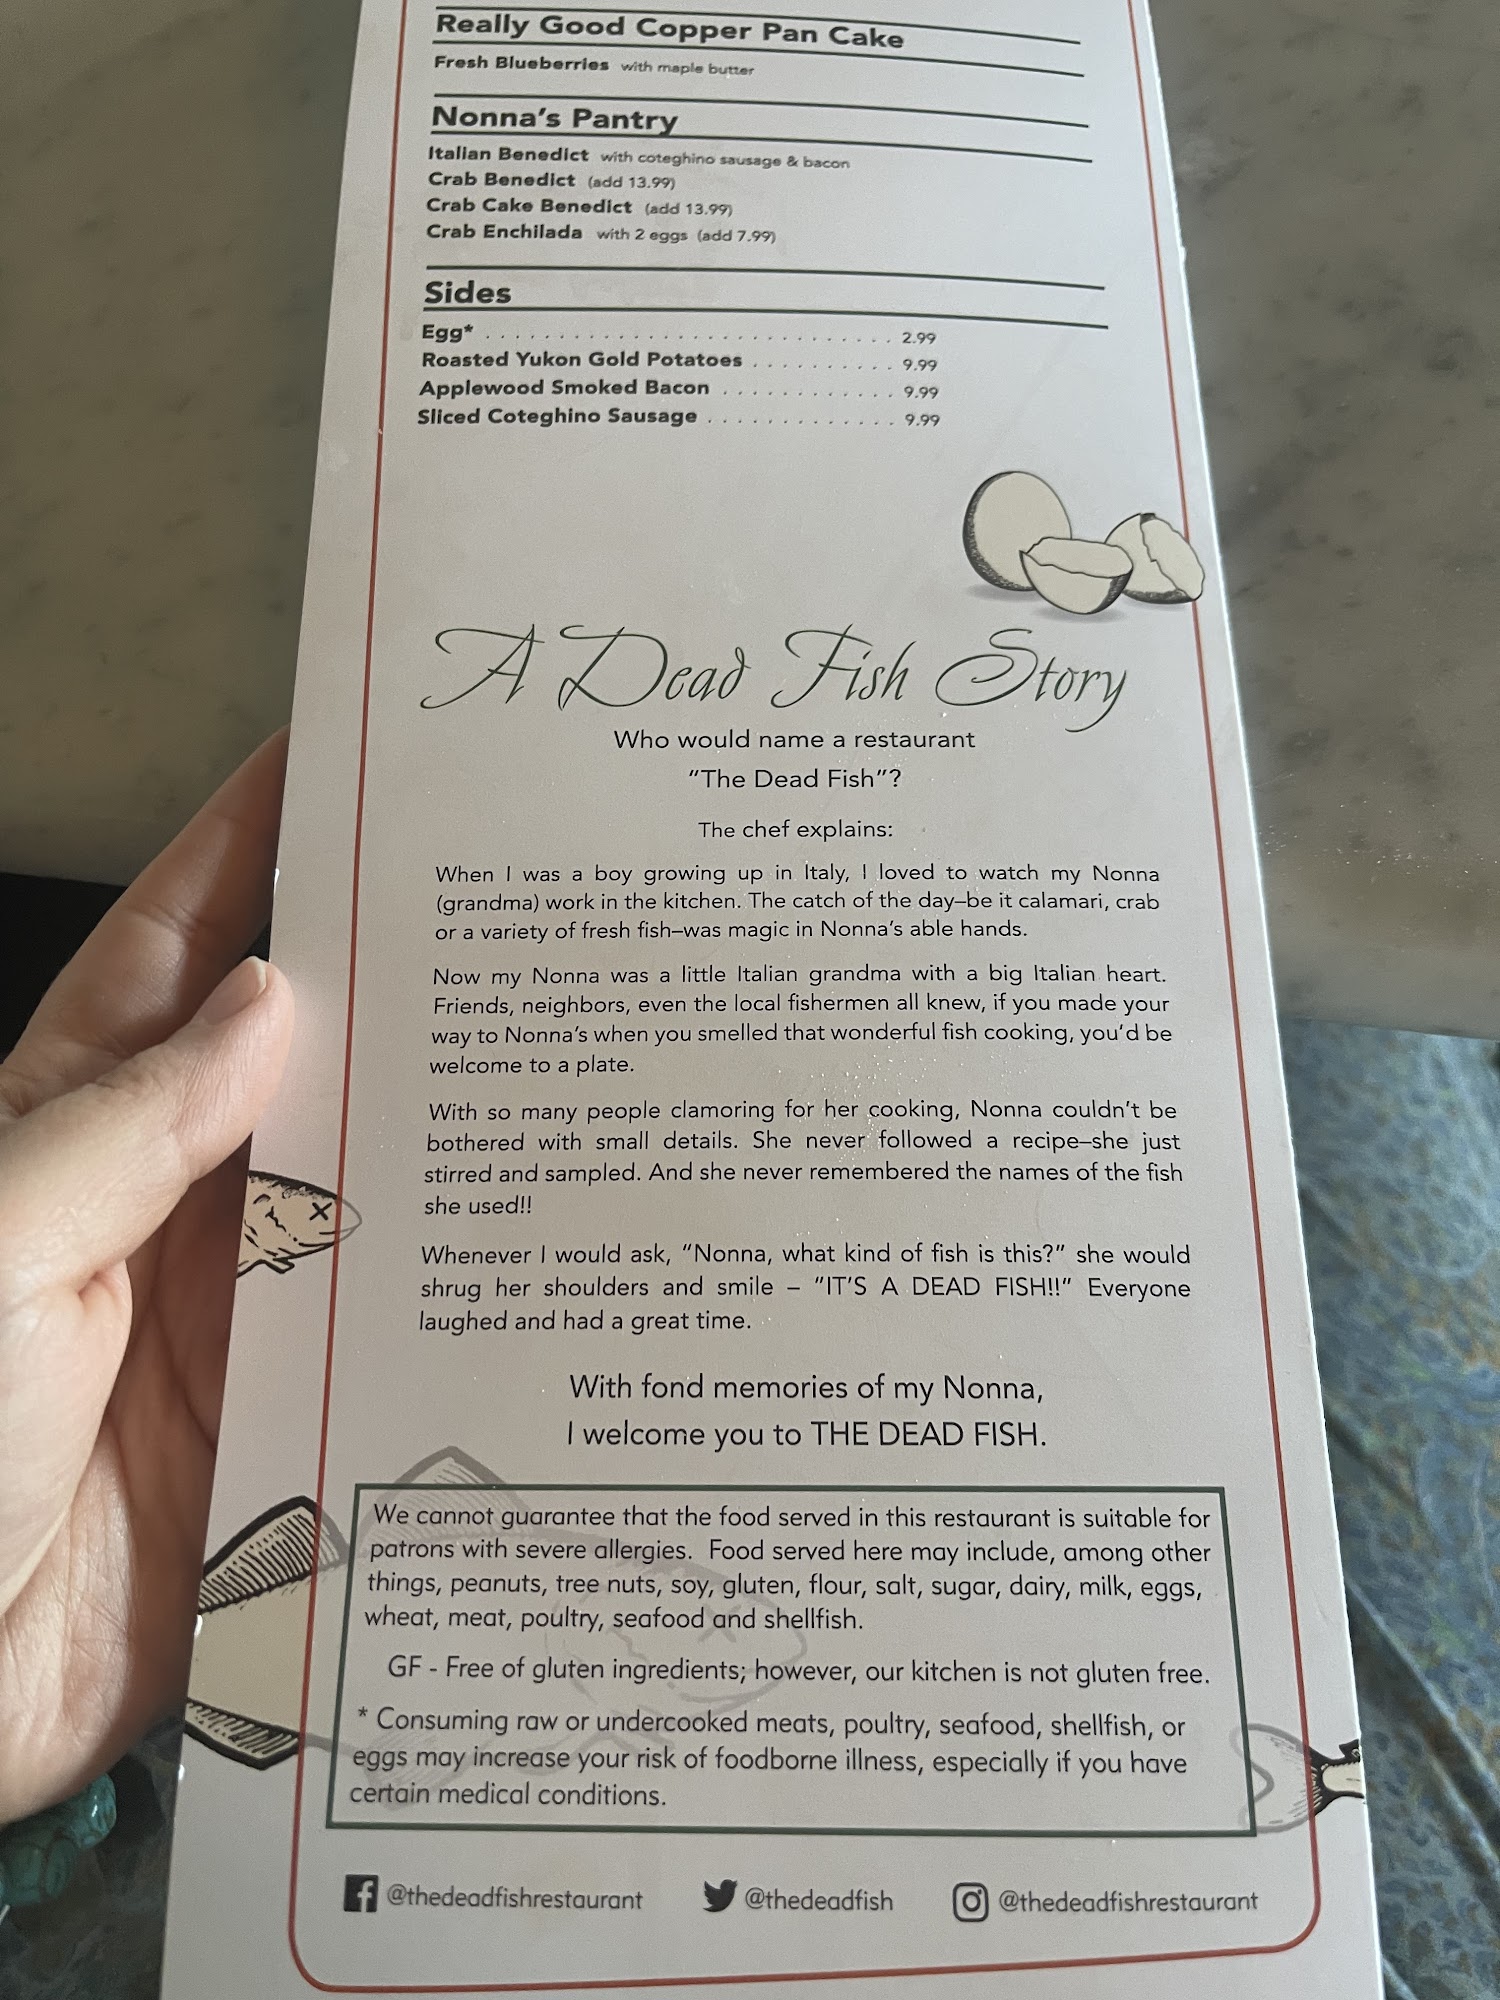 Really Good Copper Pan Cake
Fresh Blueberries with maple butter
Nonna's Pantry
Italian Benedict with coteghino sausage & bacon
Crab Benedict (add 13.99)
Crab Cake Benedict (add 13.99)
Crab Enchilada with 2 eggs (add 7.99)
Sides
Egg* . . . . . . . . . . . . . . . . . . . . . . . . . . . . 2.99
Roasted Yukon Gold Potatoes . . . . . . . . . . 9.99
Applewood Smoked Bacon . . . . . . . . . . . . 9.99
Sliced Coteghino Sausage . . . . . . . . . . . . . 9.99
A Dead Fish Story
Who would name a restaurant
"The Dead Fish"?
The chef explains:
When I was a boy growing up in Italy, I loved to watch my Nonna
(grandma) work in the kitchen. The catch of the day–be it calamari, crab
or a variety of fresh fish–was magic in Nonna's able hands.
Now my Nonna was a little Italian grandma with a big Italian heart.
Friends, neighbors, even the local fishermen all knew, if you made your
way to Nonna's when you smelled that wonderful fish cooking, you'd be
welcome to a plate.
With so many people clamoring for her cooking, Nonna couldn't be
bothered with small details. She never followed a recipe–she just
stirred and sampled. And she never remembered the names of the fish
she used!!
Whenever I would ask, "Nonna, what kind of fish is this?" she would
shrug her shoulders and smile – "IT'S A DEAD FISH!!" Everyone
laughed and had a great time.
With fond memories of my Nonna,
I welcome you to THE DEAD FISH.
We cannot guarantee that the food served in this restaurant is suitable for
patrons with severe allergies. Food served here may include, among other
things, peanuts, tree nuts, soy, gluten, flour, salt, sugar, dairy, milk, eggs,
wheat, meat, poultry, seafood and shellfish.
GF - Free of gluten ingredients; however, our kitchen is not gluten free.
* Consuming raw or undercooked meats, poultry, seafood, shellfish, or
eggs may increase your risk of foodborne illness, especially if you have
certain medical conditions.
@thedeadfishrestaurant @thedeadfish @thedeadfishrestaurant